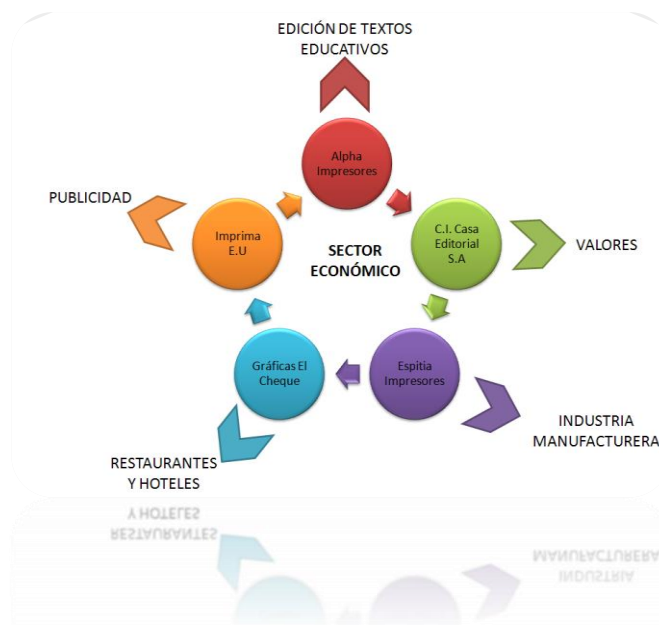 EDICIÓN DE TEXTOS
EDUCATIVOS
Alpha
Impresores
PUBLICIDAD
Imprima
E.U
SECTOR
ECONÓMICO
C.I. Casa
Editorial
S.A
VALORES
Gráficas El
Cheque
Espitia
Impresores
INDUSTRIA
MANUFACTURERA
RESTAURANTES
Y HOTELES